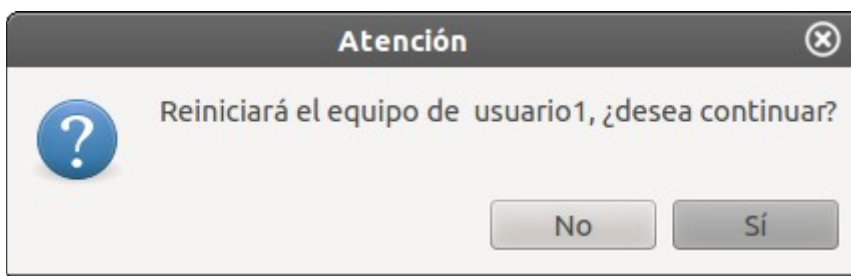 Atención
Reiniciará el equipo de  usuario1, ¿desea continuar?
No
Sí